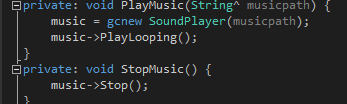 private: void PlayMusic(String^ musicpath) {
music = gcnew SoundPlayer(musicpath);
music->PlayLooping();
}
private: void StopMusic() {
music->Stop();
}